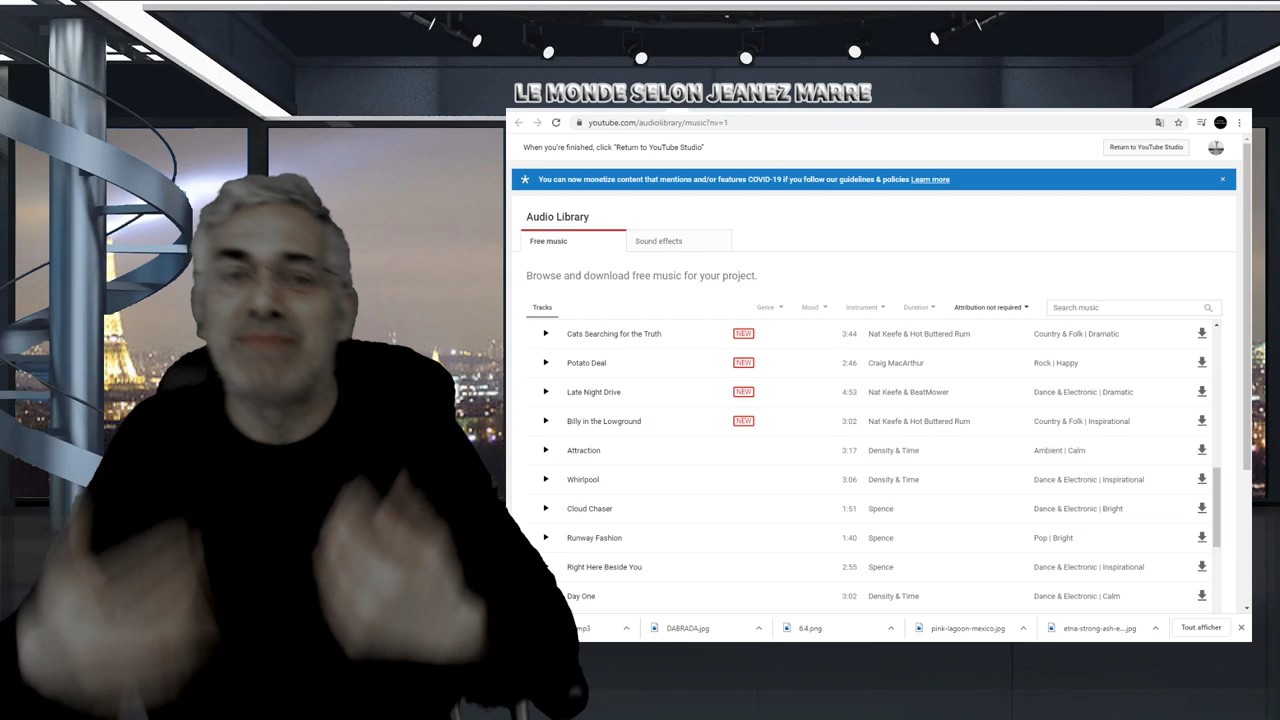 LE MONDE SELON JEANEZ MARRE
youtube.com/audiolibrary/music?nv=1
When you're finished, click "Return to YouTube Studio"
Return to YouTube Studio
You can now monetize content that mentions and/or features COVID-19 if you follow our guidelines & policies Learn more
Audio Library
Free music Sound effects
Browse and download free music for your project.
Tracks Genre Mood Instrument Duration Attribution not required Search music
Cats Searching for the Truth NEW 3:44 Nat Keefe & Hot Buttered Rum Country & Folk | Dramatic
Potato Deal NEW 2:46 Craig MacArthur Rock | Happy
Late Night Drive NEW 4:53 Nat Keefe & BeatMower Dance & Electronic | Dramatic
Billy in the Lowground NEW 3:02 Nat Keefe & Hot Buttered Rum Country & Folk | Inspirational
Attraction 3:17 Density & Time Ambient | Calm
Whirlpool 3:06 Density & Time Dance & Electronic | Inspirational
Cloud Chaser 1:51 Spence Dance & Electronic | Bright
Runway Fashion 1:40 Spence Pop | Bright
Right Here Beside You 2:55 Spence Dance & Electronic | Inspirational
Day One 3:02 Density & Time Dance & Electronic | Calm
mp3 DABRADA.jpg 6.4.png pink-lagoon-mexico.jpg etna-strong-ash-e....jpg Tout afficher